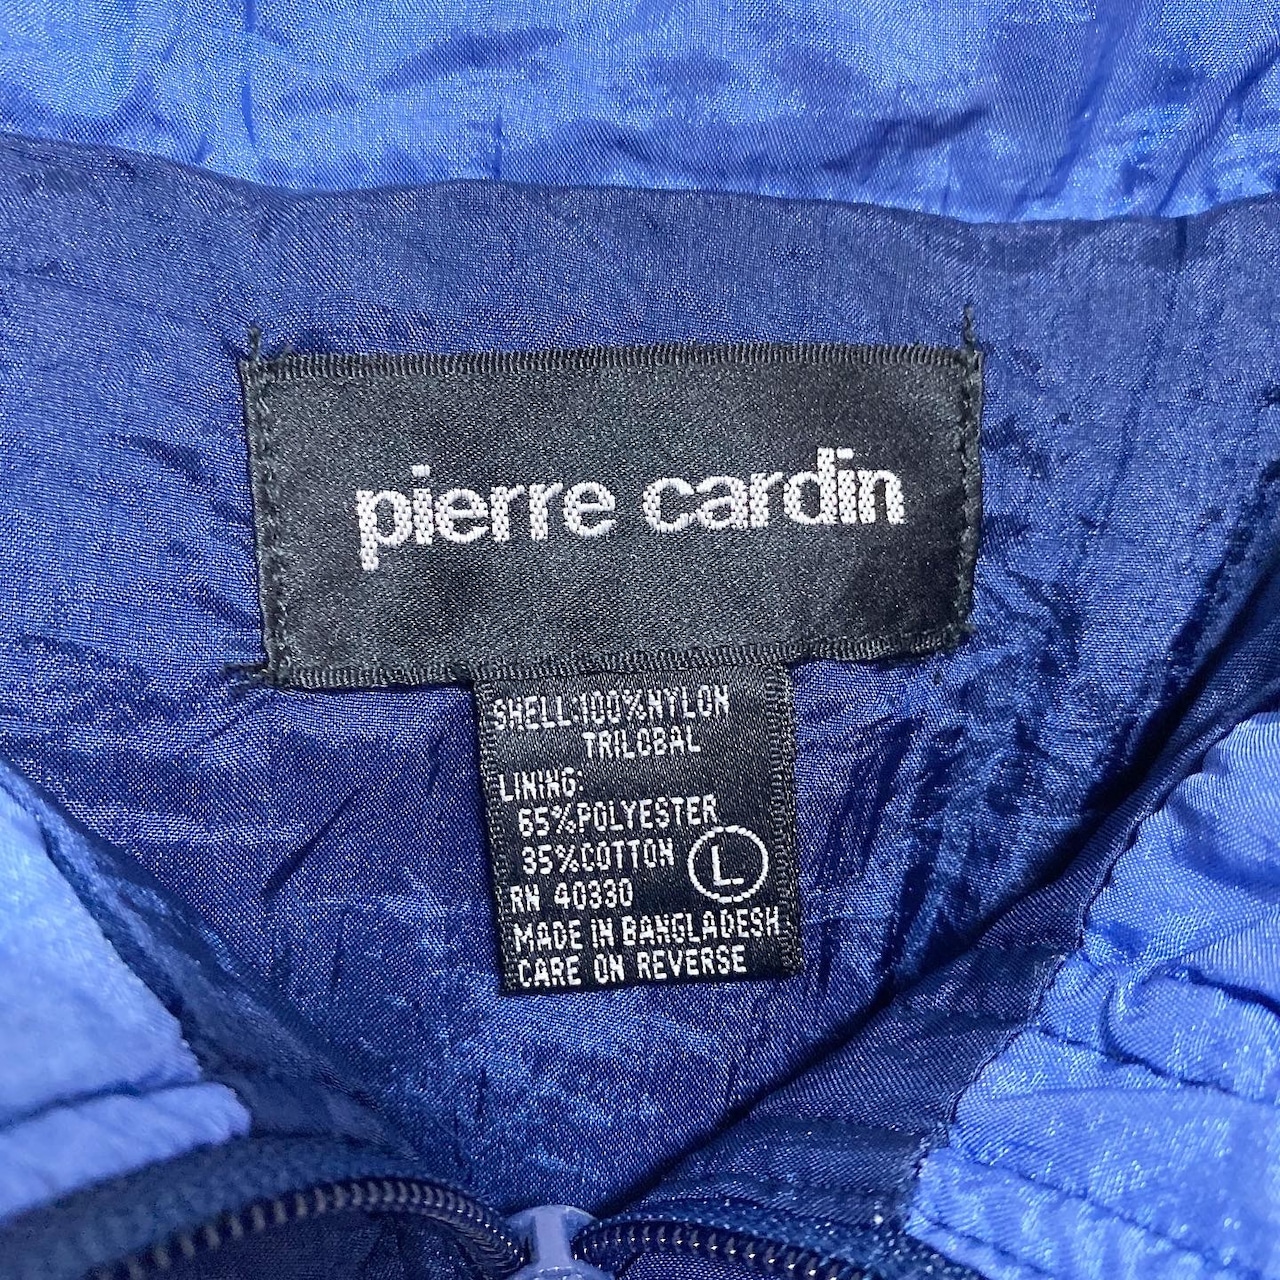 pierre cardin
SHELL:100%NYLON
TRILOBAL
LINING:
65%POLYESTER
35%COTTON
L
RN 40330
MADE IN BANGLADESH
CARE ON REVERSE